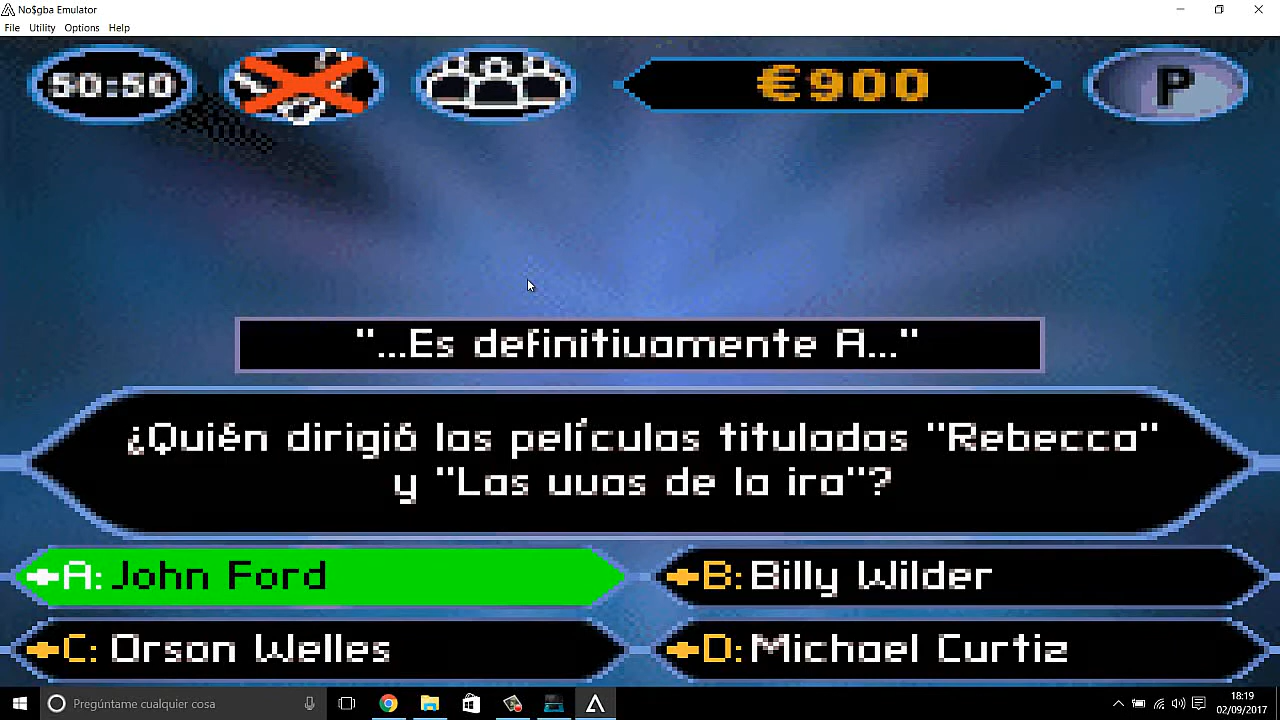 No$gba Emulator
File Utility Options Help
50:50
€900
P
"...Es definitivamente A..."
¿Quién dirigió las películas tituladas "Rebecca"
y "Las uvas de la ira"?
A: John Ford
B: Billy Wilder
C: Orson Welles
D: Michael Curtiz
Pregúntame cualquier cosa
18:19
02/09/2017